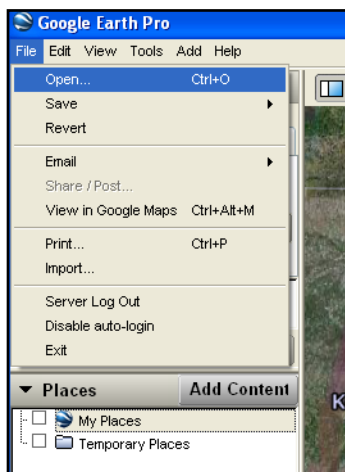 Google Earth Pro
File Edit View Tools Add Help
Open... Ctrl+O
Save
Revert
Email
Share / Post...
View in Google Maps Ctrl+Alt+M
Print... Ctrl+P
Import...
Server Log Out
Disable auto-login
Exit
Places Add Content
My Places
Temporary Places
K